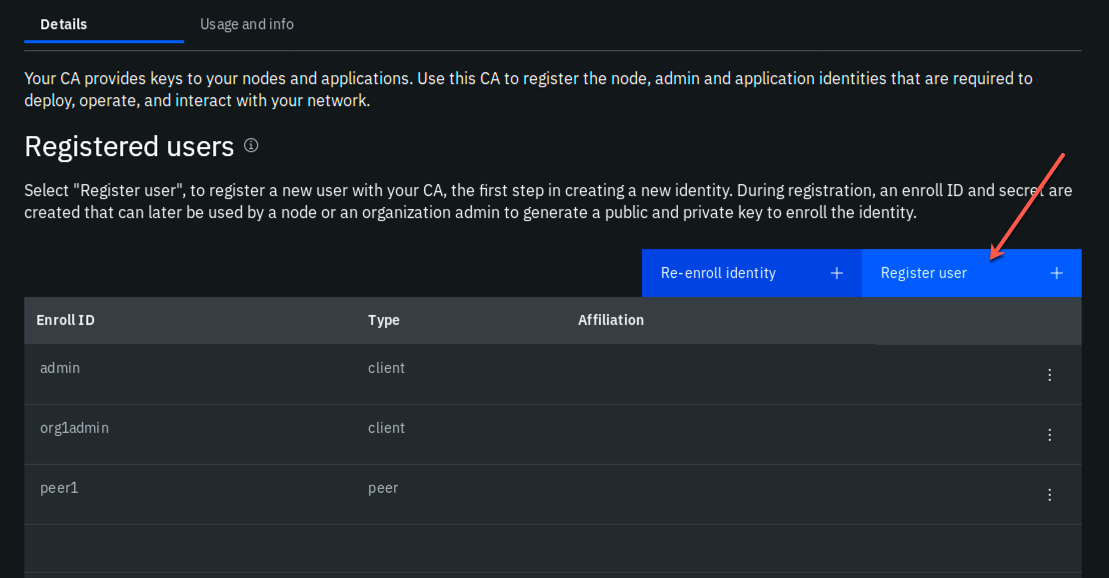 Details Usage and info
Your CA provides keys to your nodes and applications. Use this CA to register the node, admin and application identities that are required to
deploy, operate, and interact with your network.
Registered users
Select "Register user", to register a new user with your CA, the first step in creating a new identity. During registration, an enroll ID and secret are
created that can later be used by a node or an organization admin to generate a public and private key to enroll the identity.
Re-enroll identity + Register user +
Enroll ID Type Affiliation
admin client
org1admin client
peer1 peer